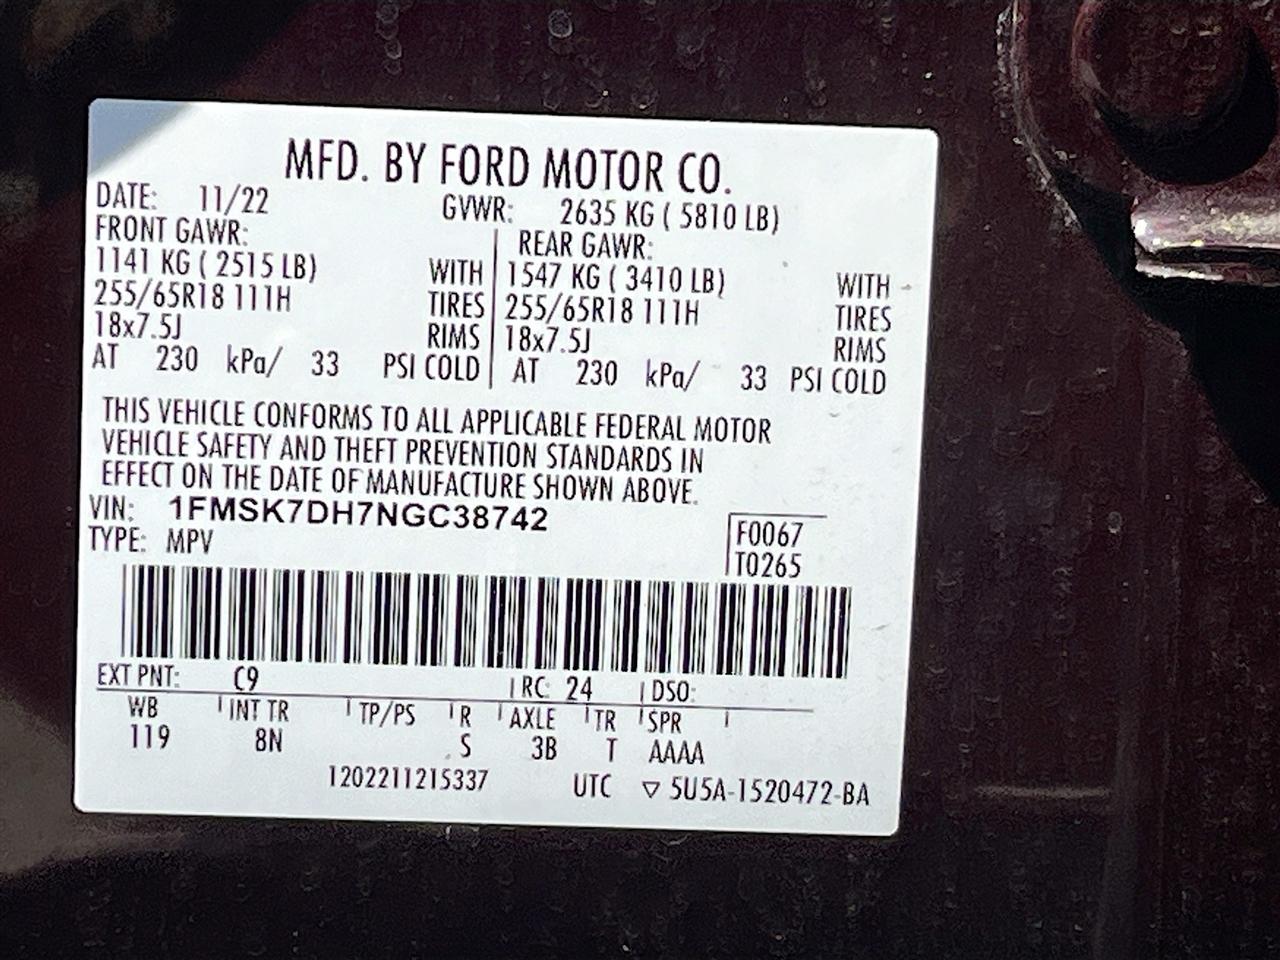 MFD. BY FORD MOTOR CO.
DATE: 11/22 GVWR: 2635 KG ( 5810 LB)
FRONT GAWR: REAR GAWR:
1141 KG ( 2515 LB) WITH 1547 KG ( 3410 LB) WITH
255/65R18 111H TIRES 255/65R18 111H TIRES
18x7.5J RIMS 18x7.5J RIMS
AT 230 kPa/ 33 PSI COLD AT 230 kPa/ 33 PSI COLD
THIS VEHICLE CONFORMS TO ALL APPLICABLE FEDERAL MOTOR
VEHICLE SAFETY AND THEFT PREVENTION STANDARDS IN
EFFECT ON THE DATE OF MANUFACTURE SHOWN ABOVE.
VIN: 1FMSK7DH7NGC38742
F0067
TYPE: MPV
T0265
EXT PNT: C9 RC: 24 DSO:
WB INT TR TP/PS R AXLE TR SPR
119 8N S 3B T AAAA
1202211215337 UTC ▽ 5U5A-1520472-BA